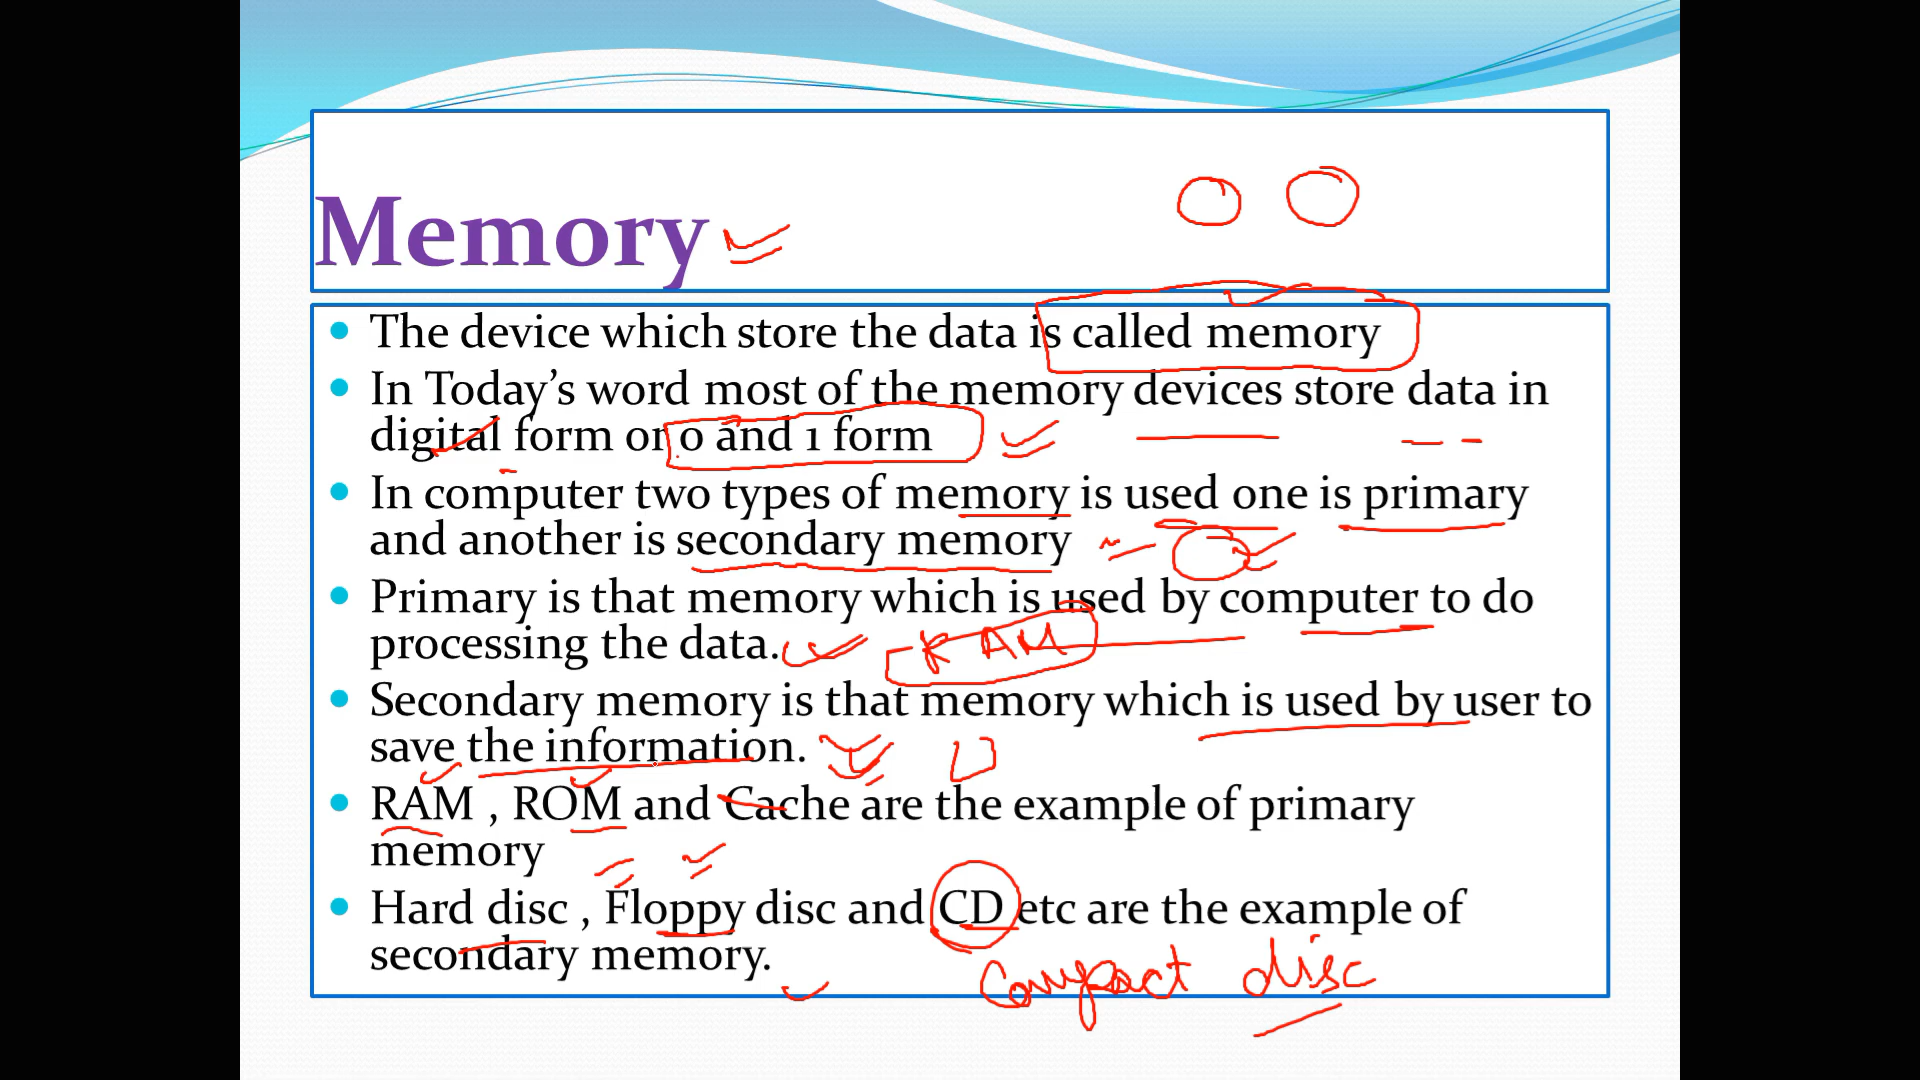 Memory
The device which store the data is called memory
In Today's word most of the memory devices store data in
digital form or 0 and 1 form
In computer two types of memory is used one is primary
and another is secondary memory
Primary is that memory which is used by computer to do
processing the data.
RAM
Secondary memory is that memory which is used by user to
save the information.
RAM , ROM and Cache are the example of primary
memory
Hard disc , Floppy disc and CD etc are the example of
secondary memory.
Compact disc